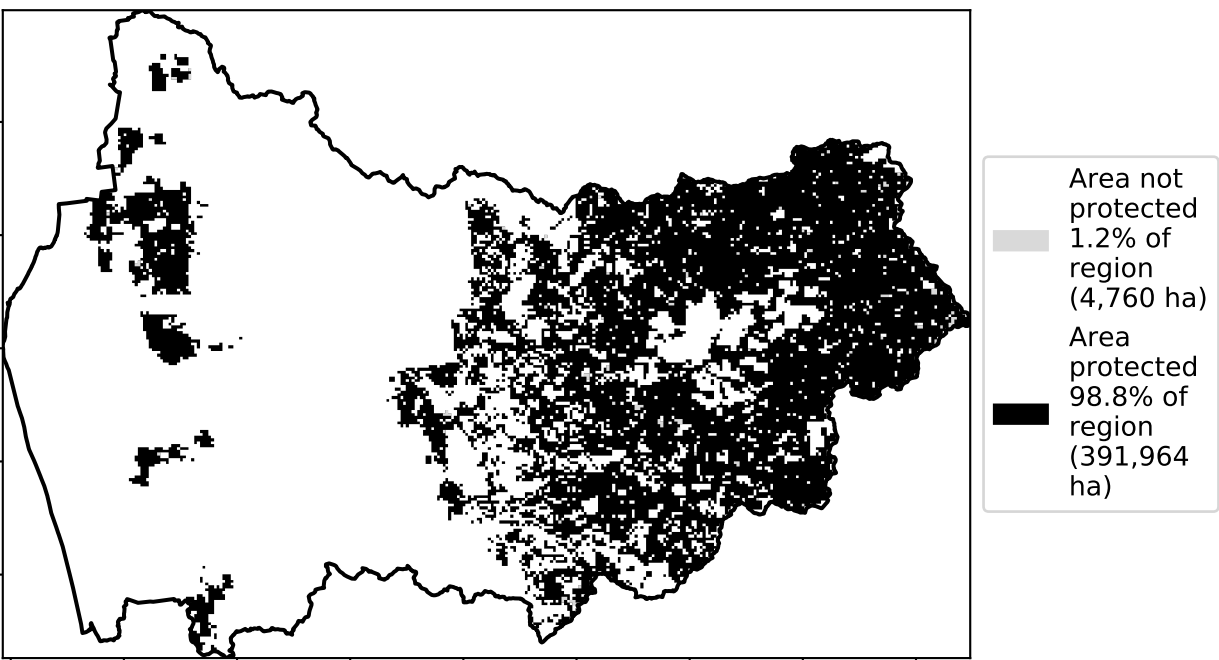 Area not
protected
1.2% of
region
(4,760 ha)
Area
protected
98.8% of
region
(391,964
ha)